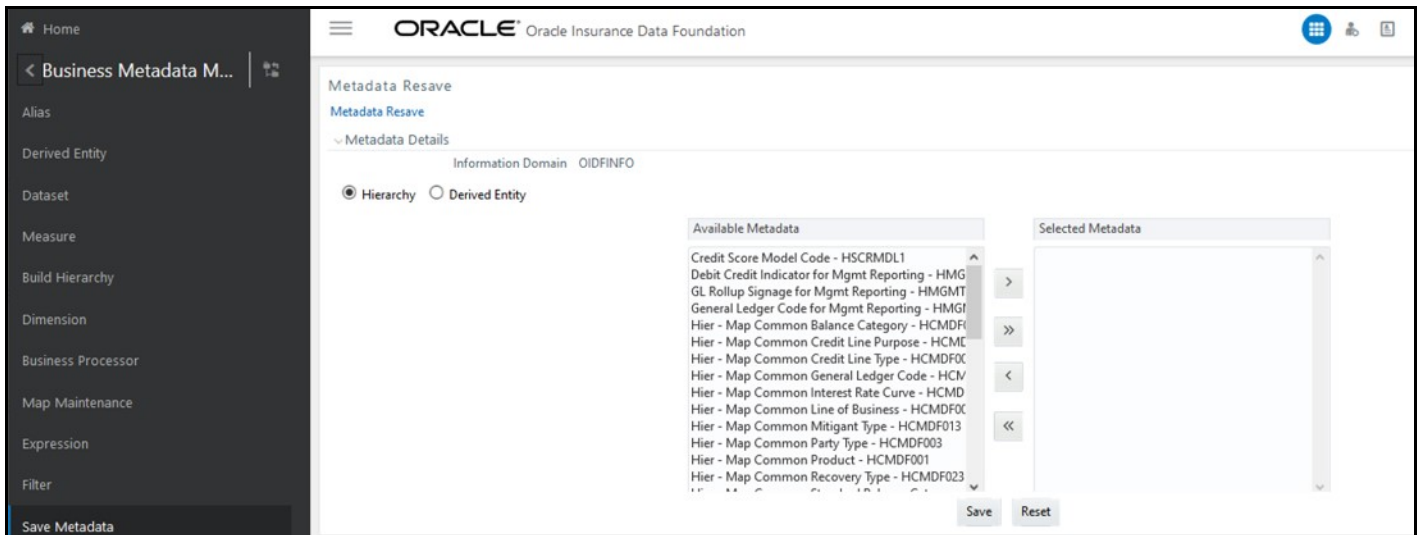 Home
Business Metadata M...
Alias
Derived Entity
Dataset
Measure
Build Hierarchy
Dimension
Business Processor
Map Maintenance
Expression
Filter
Save Metadata
ORACLE® Oracle Insurance Data Foundation
Metadata Resave
Metadata Resave
Metadata Details
Information Domain OIDFINFO
Hierarchy Derived Entity
Available Metadata
Credit Score Model Code - HSCRMDL1
Debit Credit Indicator for Mgmt Reporting - HMG
GL Rollup Signage for Mgmt Reporting - HMGMT
General Ledger Code for Mgmt Reporting -
Hier - Map Common Balance Category -
Hier - Map Common Credit Line Purpose -
Hier - Map Common Credit Line Type -
Hier - Map Common General Ledger Code -
Hier - Map Common Interest Rate Curve - HCMD
Hier - Map Common Line of Business -
Hier - Map Common Mitigant Type - HCMDF013
Hier - Map Common Party Type - HCMDF003
Hier - Map Common Product - HCMDF001
Hier - Map Common Recovery Type - HCMDF023
>
>>
<
<<
Selected Metadata
Save Reset